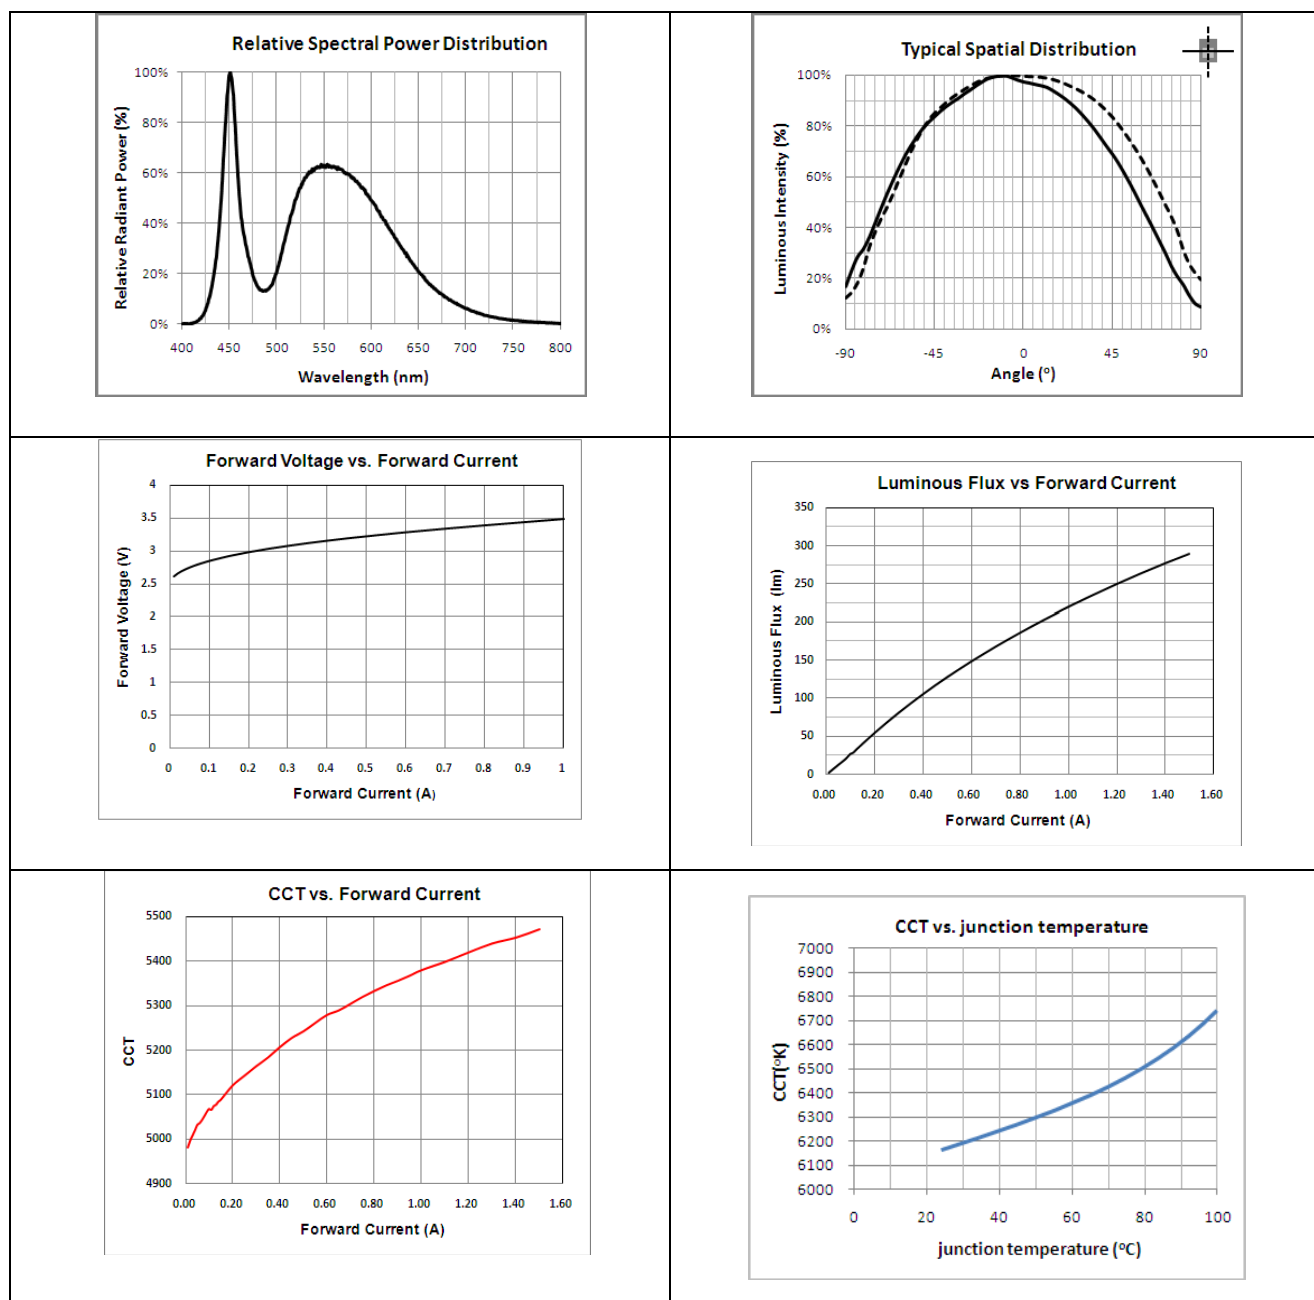 Relative Spectral Power Distribution
Relative Radiant Power (%)
100%
80%
60%
40%
20%
0%
400 450 500 550 600 650 700 750 800
Wavelength (nm)
Typical Spatial Distribution
Luminous Intensity (%)
100%
80%
60%
40%
20%
0%
-90 -45 0 45 90
Angle (º)
Forward Voltage vs. Forward Current
Forward Voltage (V)
4
3.5
3
2.5
2
1.5
1
0.5
0
0 0.1 0.2 0.3 0.4 0.5 0.6 0.7 0.8 0.9 1
Forward Current (A)
Luminous Flux vs Forward Current
Luminous Flux (lm)
350
300
250
200
150
100
50
0
0.00 0.20 0.40 0.60 0.80 1.00 1.20 1.40 1.60
Forward Current (A)
CCT vs. Forward Current
CCT
5500
5400
5300
5200
5100
5000
4900
0.00 0.20 0.40 0.60 0.80 1.00 1.20 1.40 1.60
Forward Current (A)
CCT vs. junction temperature
CCT(ºK)
7000
6900
6800
6700
6600
6500
6400
6300
6200
6100
6000
0 20 40 60 80 100
junction temperature (ºC)